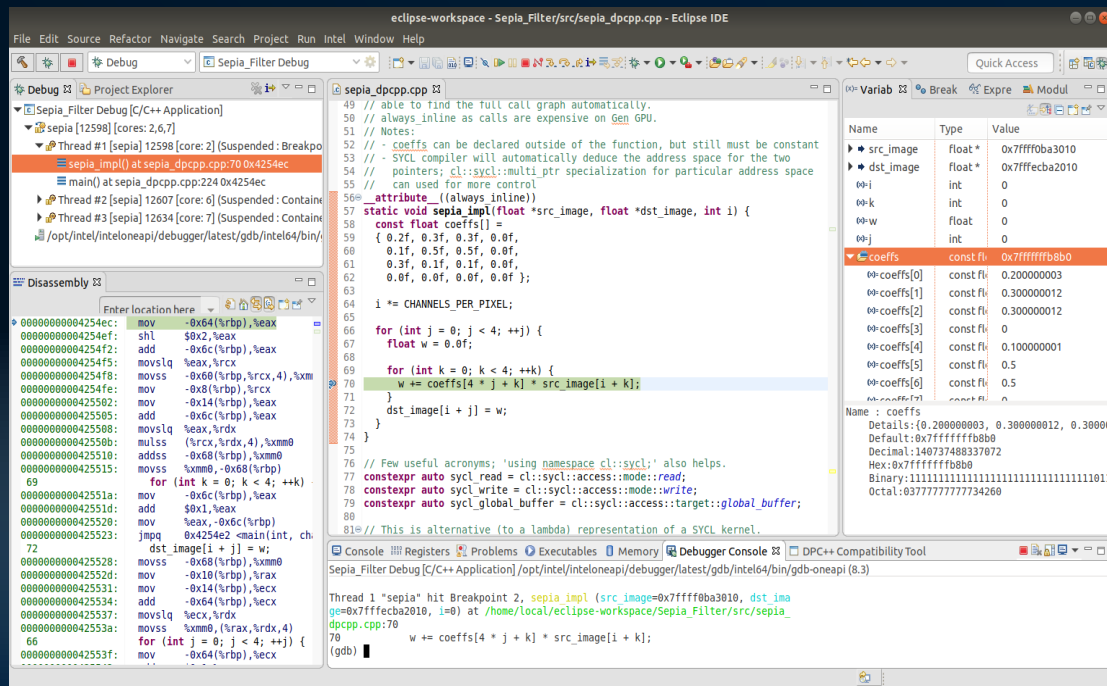 eclipse-workspace - Sepia_Filter/src/sepia_dpcpp.cpp - Eclipse IDE
File Edit Source Refactor Navigate Search Project Run Intel Window Help
Debug Sepia_Filter Debug Quick Access
Debug Project Explorer
Sepia_Filter Debug [C/C++ Application]
sepia [12598] [cores: 2,6,7]
Thread #1 [sepia] 12598 [core: 2] (Suspended : Breakpo
sepia_impl() at sepia_dpcpp.cpp:70 0x4254ec
main() at sepia_dpcpp.cpp:224 0x4254ec
Thread #2 [sepia] 12607 [core: 6] (Suspended : Containe
Thread #3 [sepia] 12634 [core: 7] (Suspended : Containe
/opt/intel/inteloneapi/debugger/latest/gdb/intel64/bin/g
Disassembly
Enter location here
00000000004254ec: mov -0x64(%rbp),%eax
00000000004254ef: shl $0x2,%eax
00000000004254f2: add -0x6c(%rbp),%eax
00000000004254f5: movslq %eax,%rcx
00000000004254f8: movss -0x60(%rbp,%rcx,4),%xm
00000000004254fe: mov -0x8(%rbp),%rcx
0000000000425502: mov -0x14(%rbp),%eax
0000000000425505: add -0x6c(%rbp),%eax
0000000000425508: movslq %eax,%rdx
000000000042550b: mulss (%rcx,%rdx,4),%xmm0
0000000000425510: addss -0x68(%rbp),%xmm0
0000000000425515: movss %xmm0,-0x68(%rbp)
69 for (int k = 0; k < 4; ++k)
000000000042551a: mov -0x6c(%rbp),%eax
000000000042551d: add $0x1,%eax
0000000000425520: mov %eax,-0x6c(%rbp)
0000000000425523: jmpq 0x4254e2 <main(int, cha
72 dst_image[i + j] = w;
0000000000425528: movss -0x68(%rbp),%xmm0
000000000042552d: mov -0x10(%rbp),%rax
0000000000425531: mov -0x14(%rbp),%ecx
0000000000425534: add -0x64(%rbp),%ecx
0000000000425537: movslq %ecx,%rdx
000000000042553a: movss %xmm0,(%rax,%rdx,4)
66 for (int j = 0; j < 4; ++j) {
000000000042553f: mov -0x64(%rbp),%ecx
sepia_dpcpp.cpp
49 // able to find the full call graph automatically.
50 // always_inline as calls are expensive on Gen GPU.
51 // Notes:
52 // - coeffs can be declared outside of the function, but still must be constant
53 // - SYCL compiler will automatically deduce the address space for the two
54 // pointers; cl::sycl::multi_ptr specialization for particular address space
55 // can used for more control
56 __attribute__((always_inline))
57 static void sepia_impl(float *src_image, float *dst_image, int i) {
58 const float coeffs[] =
59 { 0.2f, 0.3f, 0.3f, 0.0f,
60 0.1f, 0.5f, 0.5f, 0.0f,
61 0.3f, 0.1f, 0.1f, 0.0f,
62 0.0f, 0.0f, 0.0f, 0.0f };
63
64 i *= CHANNELS_PER_PIXEL;
65
66 for (int j = 0; j < 4; ++j) {
67 float w = 0.0f;
68
69 for (int k = 0; k < 4; ++k) {
70 w += coeffs[4 * j + k] * src_image[i + k];
71 }
72 dst_image[i + j] = w;
73 }
74 }
75
76 // Few useful acronyms; 'using namespace cl::sycl;' also helps.
77 constexpr auto sycl_read = cl::sycl::access::mode::read;
78 constexpr auto sycl_write = cl::sycl::access::mode::write;
79 constexpr auto sycl_global_buffer = cl::sycl::access::target::global_buffer;
80
81 // This is alternative (to a lambda) representation of a SYCL kernel.
(x)= Variab Break Expre Modul
Name Type Value
src_image float * 0x7ffff0ba3010
dst_image float * 0x7fffecba2010
(x)= i int 0
(x)= k int 0
(x)= w float 0
(x)= j int 0
coeffs const fl 0x7fffffffb8b0
(x)= coeffs[0] const fl 0.200000003
(x)= coeffs[1] const fl 0.300000012
(x)= coeffs[2] const fl 0.300000012
(x)= coeffs[3] const fl 0
(x)= coeffs[4] const fl 0.100000001
(x)= coeffs[5] const fl 0.5
(x)= coeffs[6] const fl 0.5
(x)= coeffs[7] const fl 0
Name : coeffs
Details:{0.200000003, 0.300000012, 0.30000
Default:0x7fffffffb8b0
Decimal:140737488337072
Hex:0x7fffffffb8b0
Octal:03777777777734260
Console Registers Problems Executables Memory Debugger Console DPC++ Compatibility Tool
Sepia_Filter Debug [C/C++ Application] /opt/intel/inteloneapi/debugger/latest/gdb/intel64/bin/gdb-oneapi (8.3)
Thread 1 "sepia" hit Breakpoint 2, sepia_impl (src_image=0x7ffff0ba3010, dst_ima
ge=0x7fffecba2010, i=0) at /home/local/eclipse-workspace/Sepia_Filter/src/sepia_
dpcpp.cpp:70
70 w += coeffs[4 * j + k] * src_image[i + k];
(gdb)